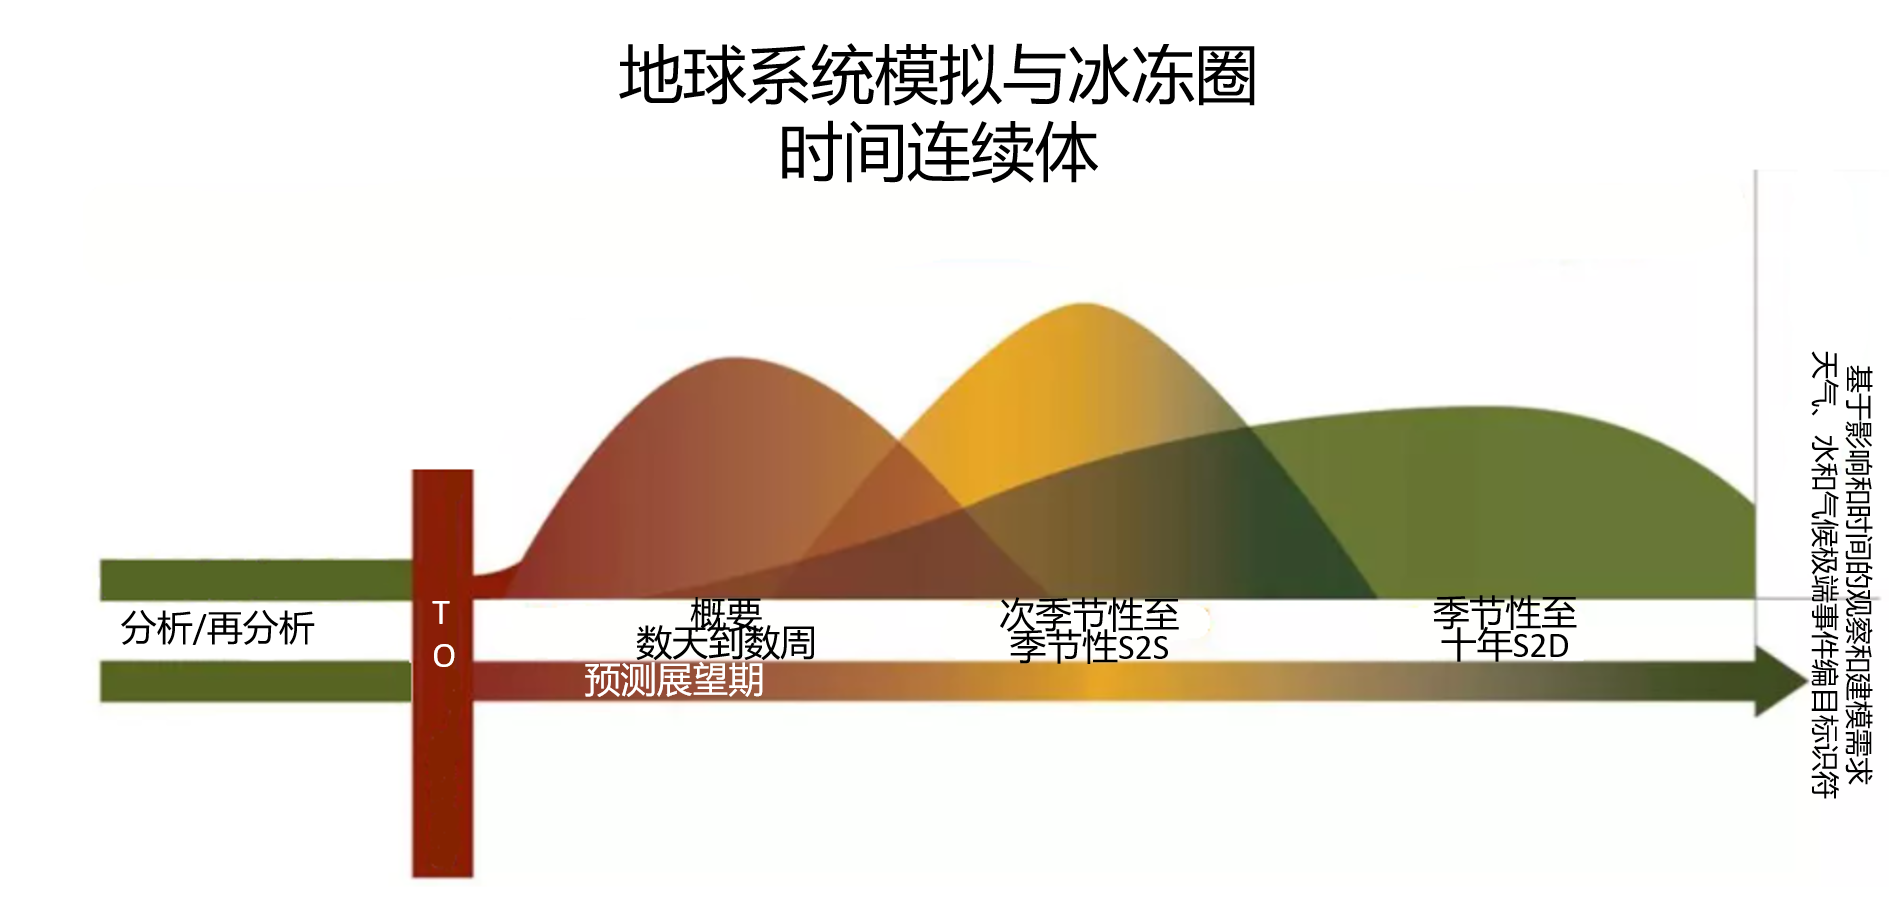 地球系统模拟与冰冻圈
时间连续体
分析/再分析
T
O
概要
数天到数周
次季节性至
季节性S2S
季节性至
十年S2D
预测展望期
基于影响和时间的观察和建模需求
天气、水和气候极端事件编目标识符